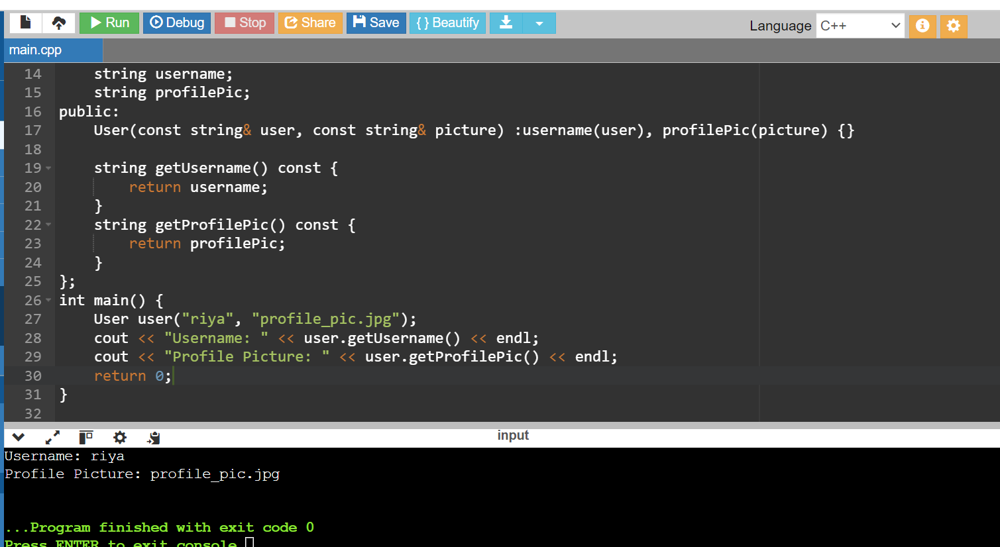 Run Debug Stop Share Save { } Beautify Language C++
main.cpp
14     string username;
15     string profilePic;
16 public:
17     User(const string& user, const string& picture) :username(user), profilePic(picture) {}
18
19     string getUsername() const {
20         return username;
21     }
22     string getProfilePic() const {
23         return profilePic;
24     }
25 };
26 int main() {
27     User user("riya", "profile_pic.jpg");
28     cout << "Username: " << user.getUsername() << endl;
29     cout << "Profile Picture: " << user.getProfilePic() << endl;
30     return 0;
31 }
32
input
Username: riya
Profile Picture: profile_pic.jpg
...Program finished with exit code 0
Press ENTER to exit console.